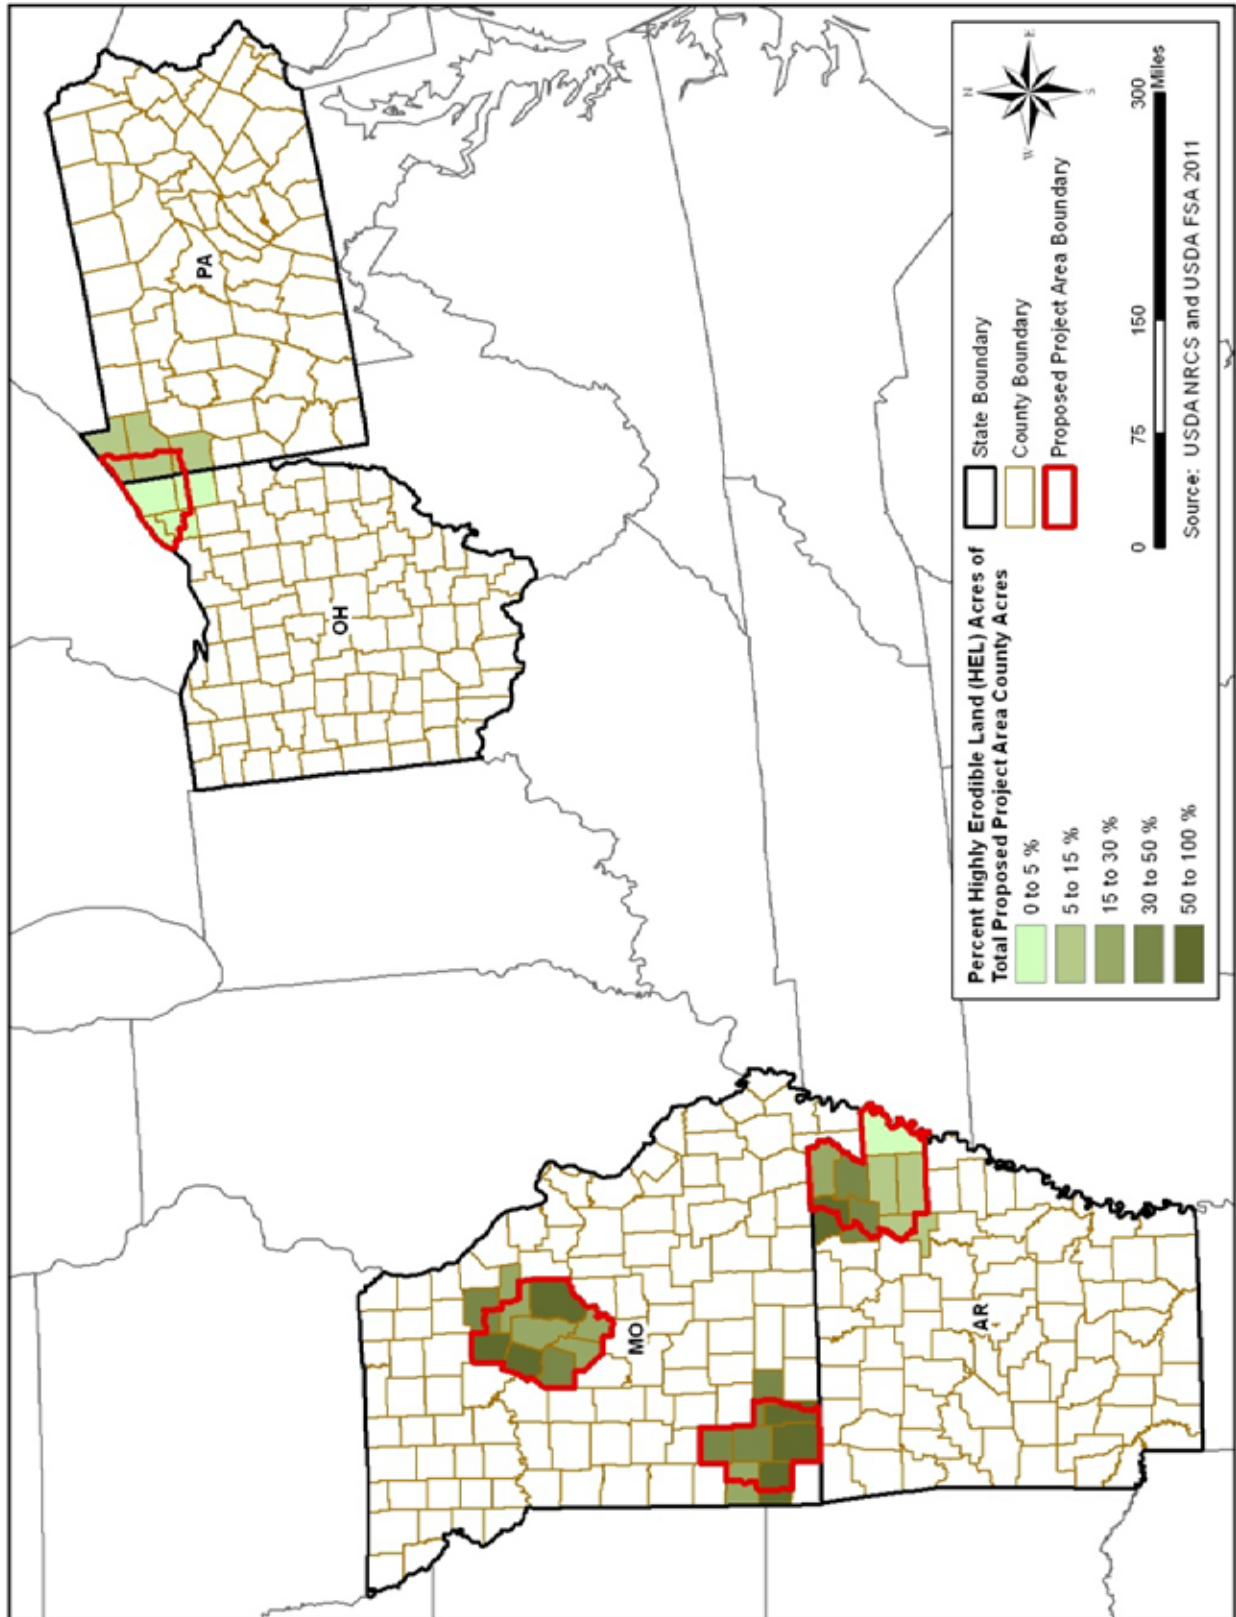 PA
OH
MO
AR
Percent Highly Erodible Land (HEL) Acres of
Total Proposed Project Area County Acres
0 to 5 %
5 to 15 %
15 to 30 %
30 to 50 %
50 to 100 %
State Boundary
County Boundary
Proposed Project Area Boundary
N
W
E
S
0
75
150
300
Miles
Source: USDA NRCS and USDA FSA 2011